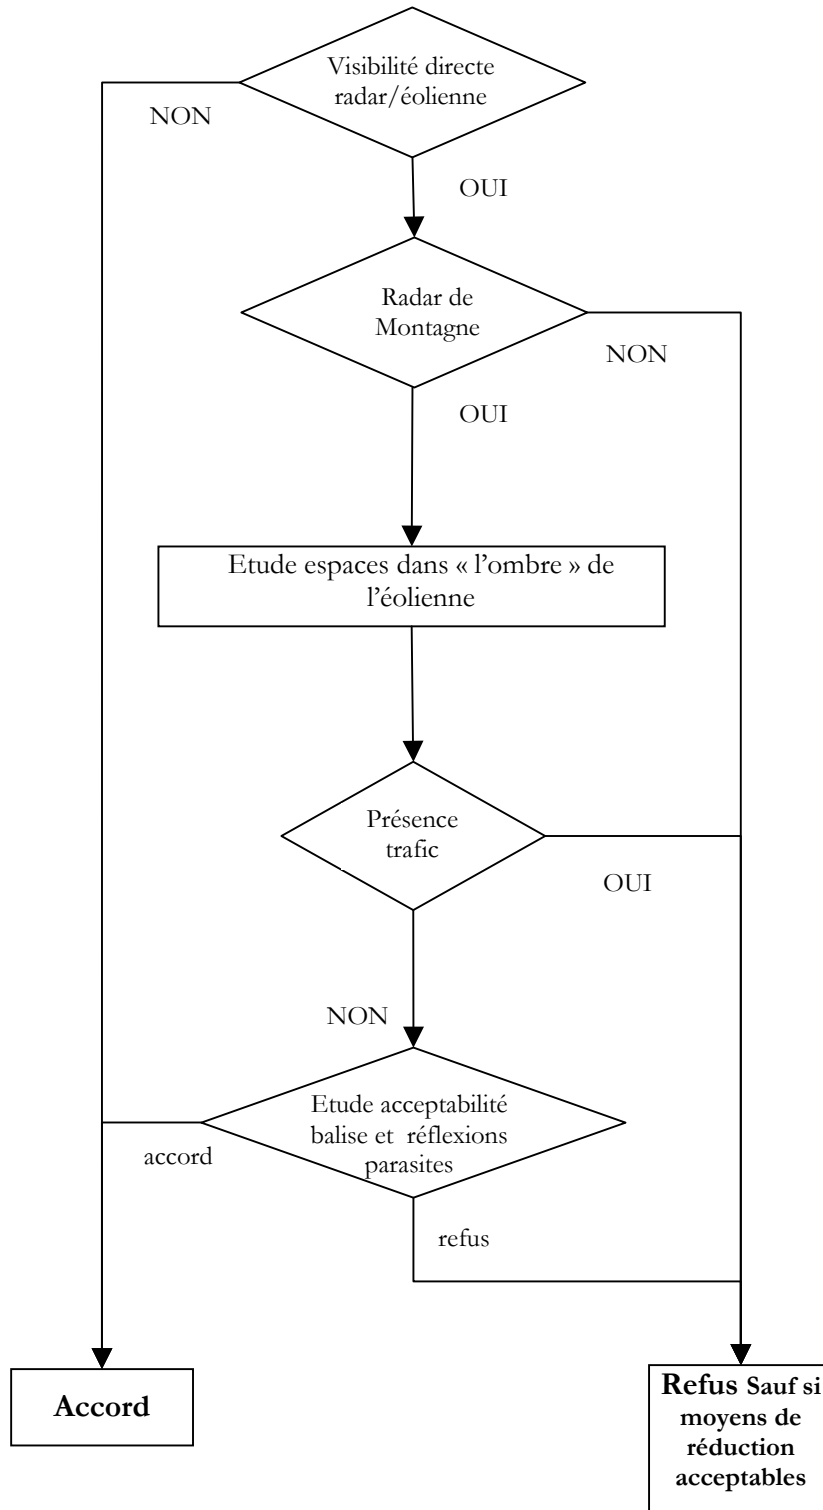 Visibilité directe
radar/éolienne
NON
OUI
Radar de
Montagne
NON
OUI
Etude espaces dans « l’ombre » de
l’éolienne
Présence
trafic
OUI
NON
Etude acceptabilité
balise et réflexions
parasites
accord
refus
Accord
Refus Sauf si
moyens de
réduction
acceptables